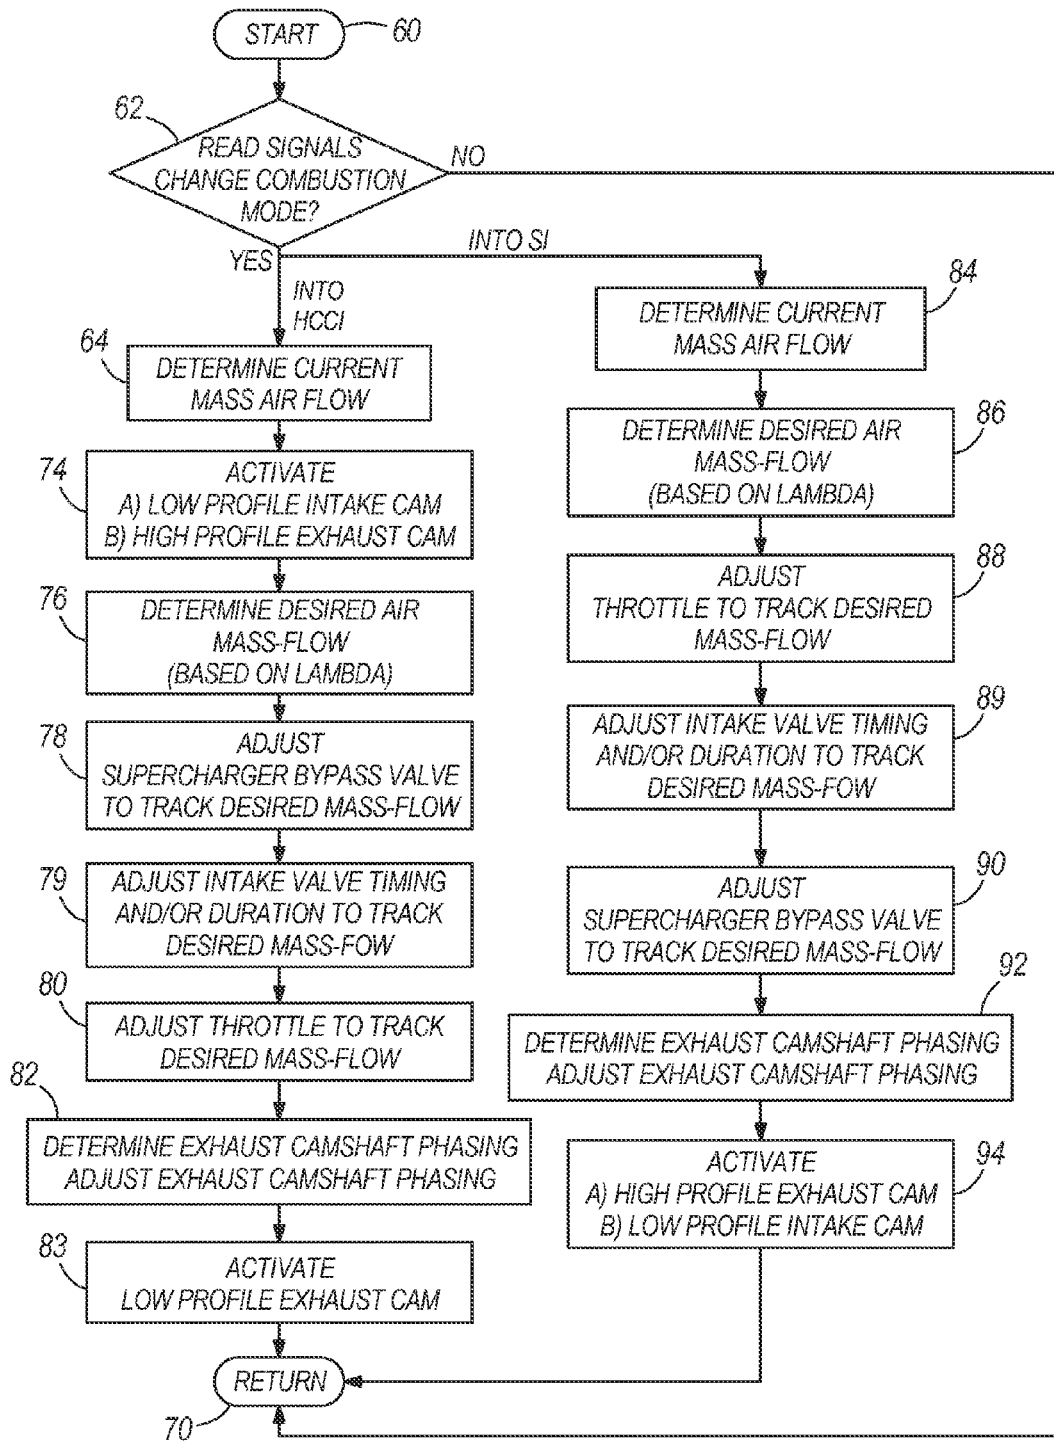 START
60
62
READ SIGNALS
CHANGE COMBUSTION
MODE?
NO
YES
INTO SI
INTO
HCCI
64
DETERMINE CURRENT
MASS AIR FLOW
74
ACTIVATE
A) LOW PROFILE INTAKE CAM
B) HIGH PROFILE EXHAUST CAM
76
DETERMINE DESIRED AIR
MASS-FLOW
(BASED ON LAMBDA)
78
ADJUST
SUPERCHARGER BYPASS VALVE
TO TRACK DESIRED MASS-FLOW
79
ADJUST INTAKE VALVE TIMING
AND/OR DURATION TO TRACK
DESIRED MASS-FOW
80
ADJUST THROTTLE TO TRACK
DESIRED MASS-FLOW
82
DETERMINE EXHAUST CAMSHAFT PHASING
ADJUST EXHAUST CAMSHAFT PHASING
83
ACTIVATE
LOW PROFILE EXHAUST CAM
RETURN
70
84
DETERMINE CURRENT
MASS AIR FLOW
86
DETERMINE DESIRED AIR
MASS-FLOW
(BASED ON LAMBDA)
88
ADJUST
THROTTLE TO TRACK DESIRED
MASS-FLOW
89
ADJUST INTAKE VALVE TIMING
AND/OR DURATION TO TRACK
DESIRED MASS-FOW
90
ADJUST
SUPERCHARGER BYPASS VALVE
TO TRACK DESIRED MASS-FLOW
92
DETERMINE EXHAUST CAMSHAFT PHASING
ADJUST EXHAUST CAMSHAFT PHASING
94
ACTIVATE
A) HIGH PROFILE EXHAUST CAM
B) LOW PROFILE INTAKE CAM